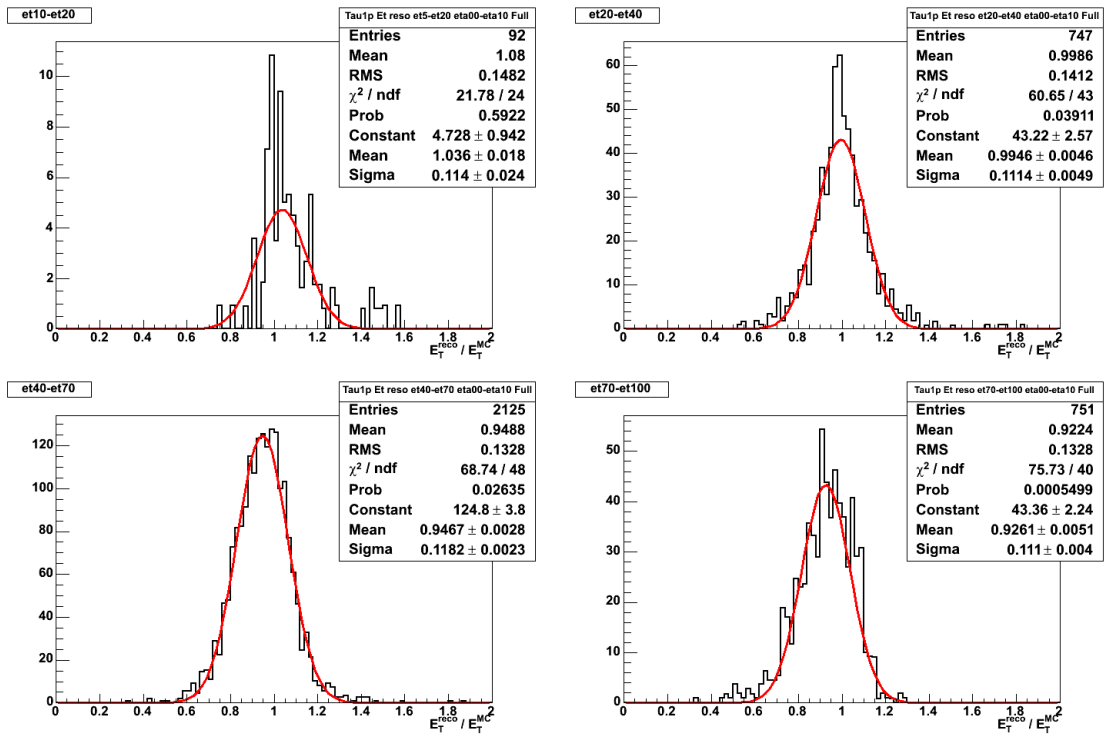 et10-et20
Tau1p Et reso et5-et20 eta00-eta10 Full
Entries 92
Mean 1.08
RMS 0.1482
χ² / ndf 21.78 / 24
Prob 0.5922
Constant 4.728 ± 0.942
Mean 1.036 ± 0.018
Sigma 0.114 ± 0.024
10
8
6
4
2
0
0 0.2 0.4 0.6 0.8 1 1.2 1.4 1.6 1.8 2
E_T^reco / E_T^MC
et20-et40
Tau1p Et reso et20-et40 eta00-eta10 Full
Entries 747
Mean 0.9986
RMS 0.1412
χ² / ndf 60.65 / 43
Prob 0.03911
Constant 43.22 ± 2.57
Mean 0.9946 ± 0.0046
Sigma 0.1114 ± 0.0049
60
50
40
30
20
10
0
0 0.2 0.4 0.6 0.8 1 1.2 1.4 1.6 1.8 2
E_T^reco / E_T^MC
et40-et70
Tau1p Et reso et40-et70 eta00-eta10 Full
Entries 2125
Mean 0.9488
RMS 0.1328
χ² / ndf 68.74 / 48
Prob 0.02635
Constant 124.8 ± 3.8
Mean 0.9467 ± 0.0028
Sigma 0.1182 ± 0.0023
120
100
80
60
40
20
0
0 0.2 0.4 0.6 0.8 1 1.2 1.4 1.6 1.8 2
E_T^reco / E_T^MC
et70-et100
Tau1p Et reso et70-et100 eta00-eta10 Full
Entries 751
Mean 0.9224
RMS 0.1328
χ² / ndf 75.73 / 40
Prob 0.0005499
Constant 43.36 ± 2.24
Mean 0.9261 ± 0.0051
Sigma 0.111 ± 0.004
50
40
30
20
10
0
0 0.2 0.4 0.6 0.8 1 1.2 1.4 1.6 1.8 2
E_T^reco / E_T^MC